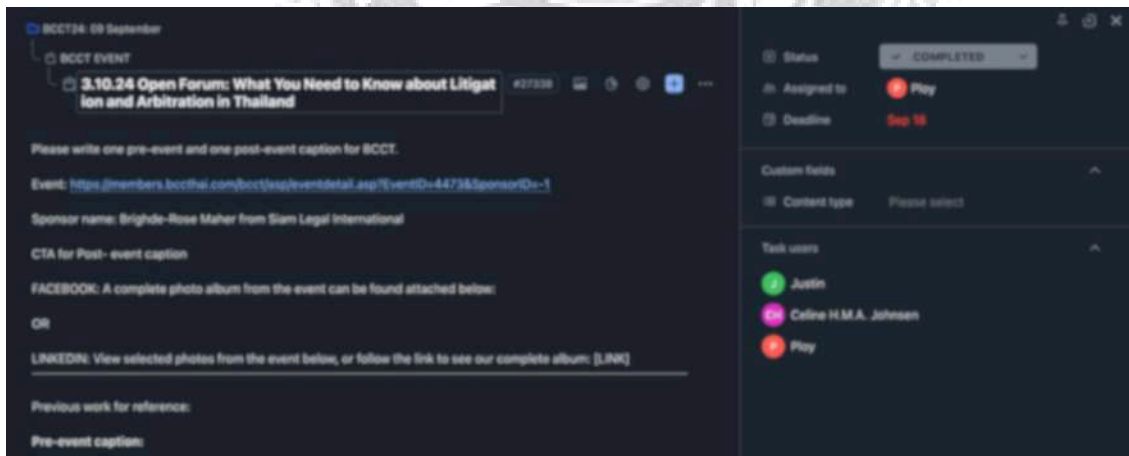 BCCT24: 09 September
BCCT EVENT
3.10.24 Open Forum: What You Need to Know about Litigat
ion and Arbitration in Thailand
#27338
Please write one pre-event and one post-event caption for BCCT.
Event: https://members.bccthai.com/bcct/asp/eventdetail.asp?EventID=4473&SponsorID=-1
Sponsor name: Brighde-Rose Maher from Siam Legal International
CTA for Post- event caption
FACEBOOK: A complete photo album from the event can be found attached below:
OR
LINKEDIN: View selected photos from the event below, or follow the link to see our complete album: [LINK]
Previous work for reference:
Pre-event caption:
Status
COMPLETED
Assigned to
P Ploy
Deadline
Sep 18
Custom fields
Content type
Please select
Task users
J Justin
CH Celine H.M.A. Johnsen
P Ploy